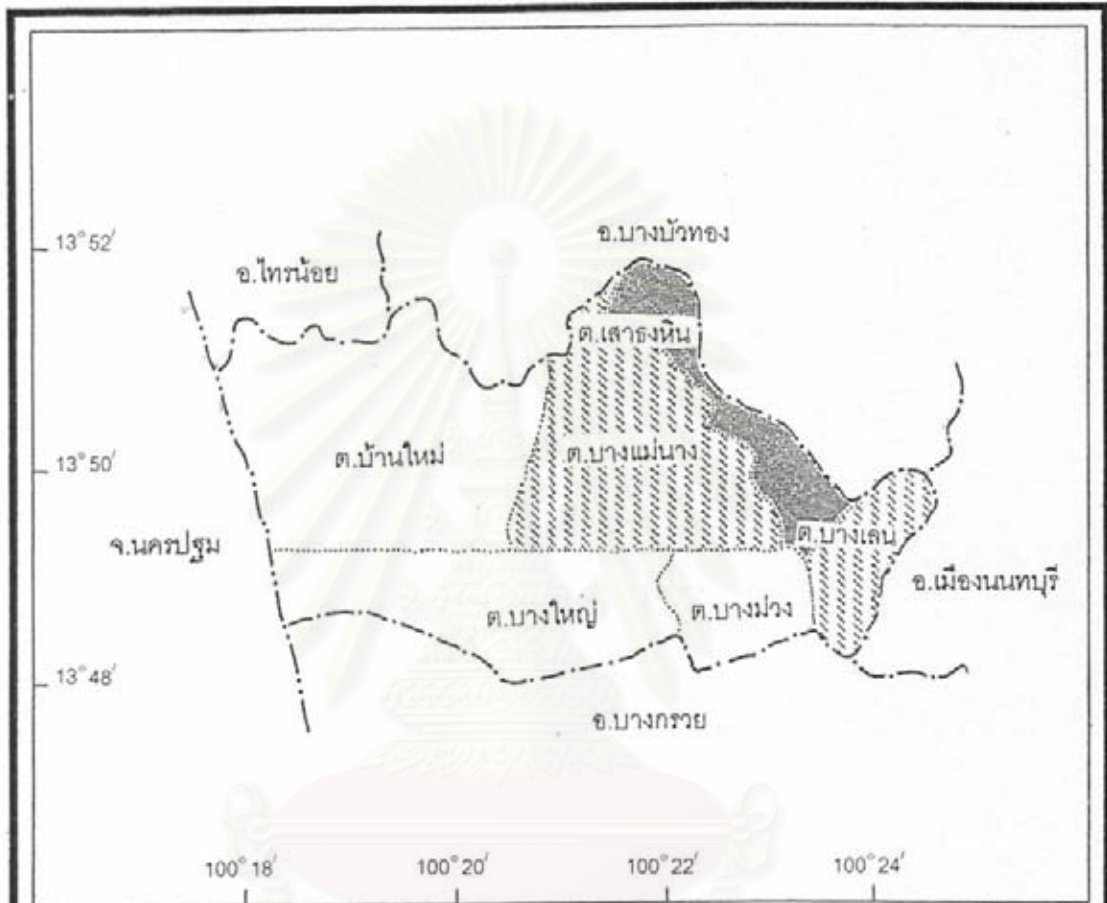 อ.บางบัวทอง
13°52′
อ.ไทรน้อย
ต.เสาธงหิน
ต.บ้านใหม่
ต.บางแม่นาง
13°50′
ต.บางเลน
จ.นครปฐม
อ.เมืองนนทบุรี
ต.บางใหญ่
ต.บางม่วง
13°48′
อ.บางกรวย
100°18′ 100°20′ 100°22′ 100°24′